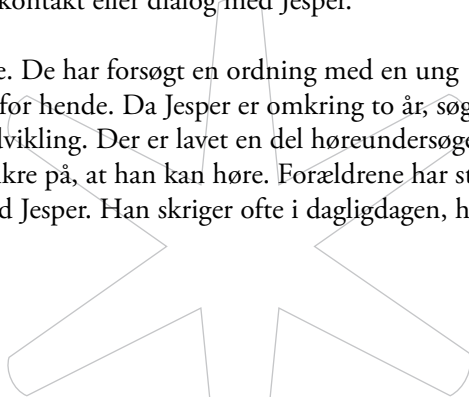 kontakt eller dialog med Jesper.
e. De har forsøgt en ordning med en ung
for hende. Da Jesper er omkring to år, søg
dvikling. Der er lavet en del høreundersøge
kre på, at han kan høre. Forældrene har st
d Jesper. Han skriger ofte i dagligdagen, h